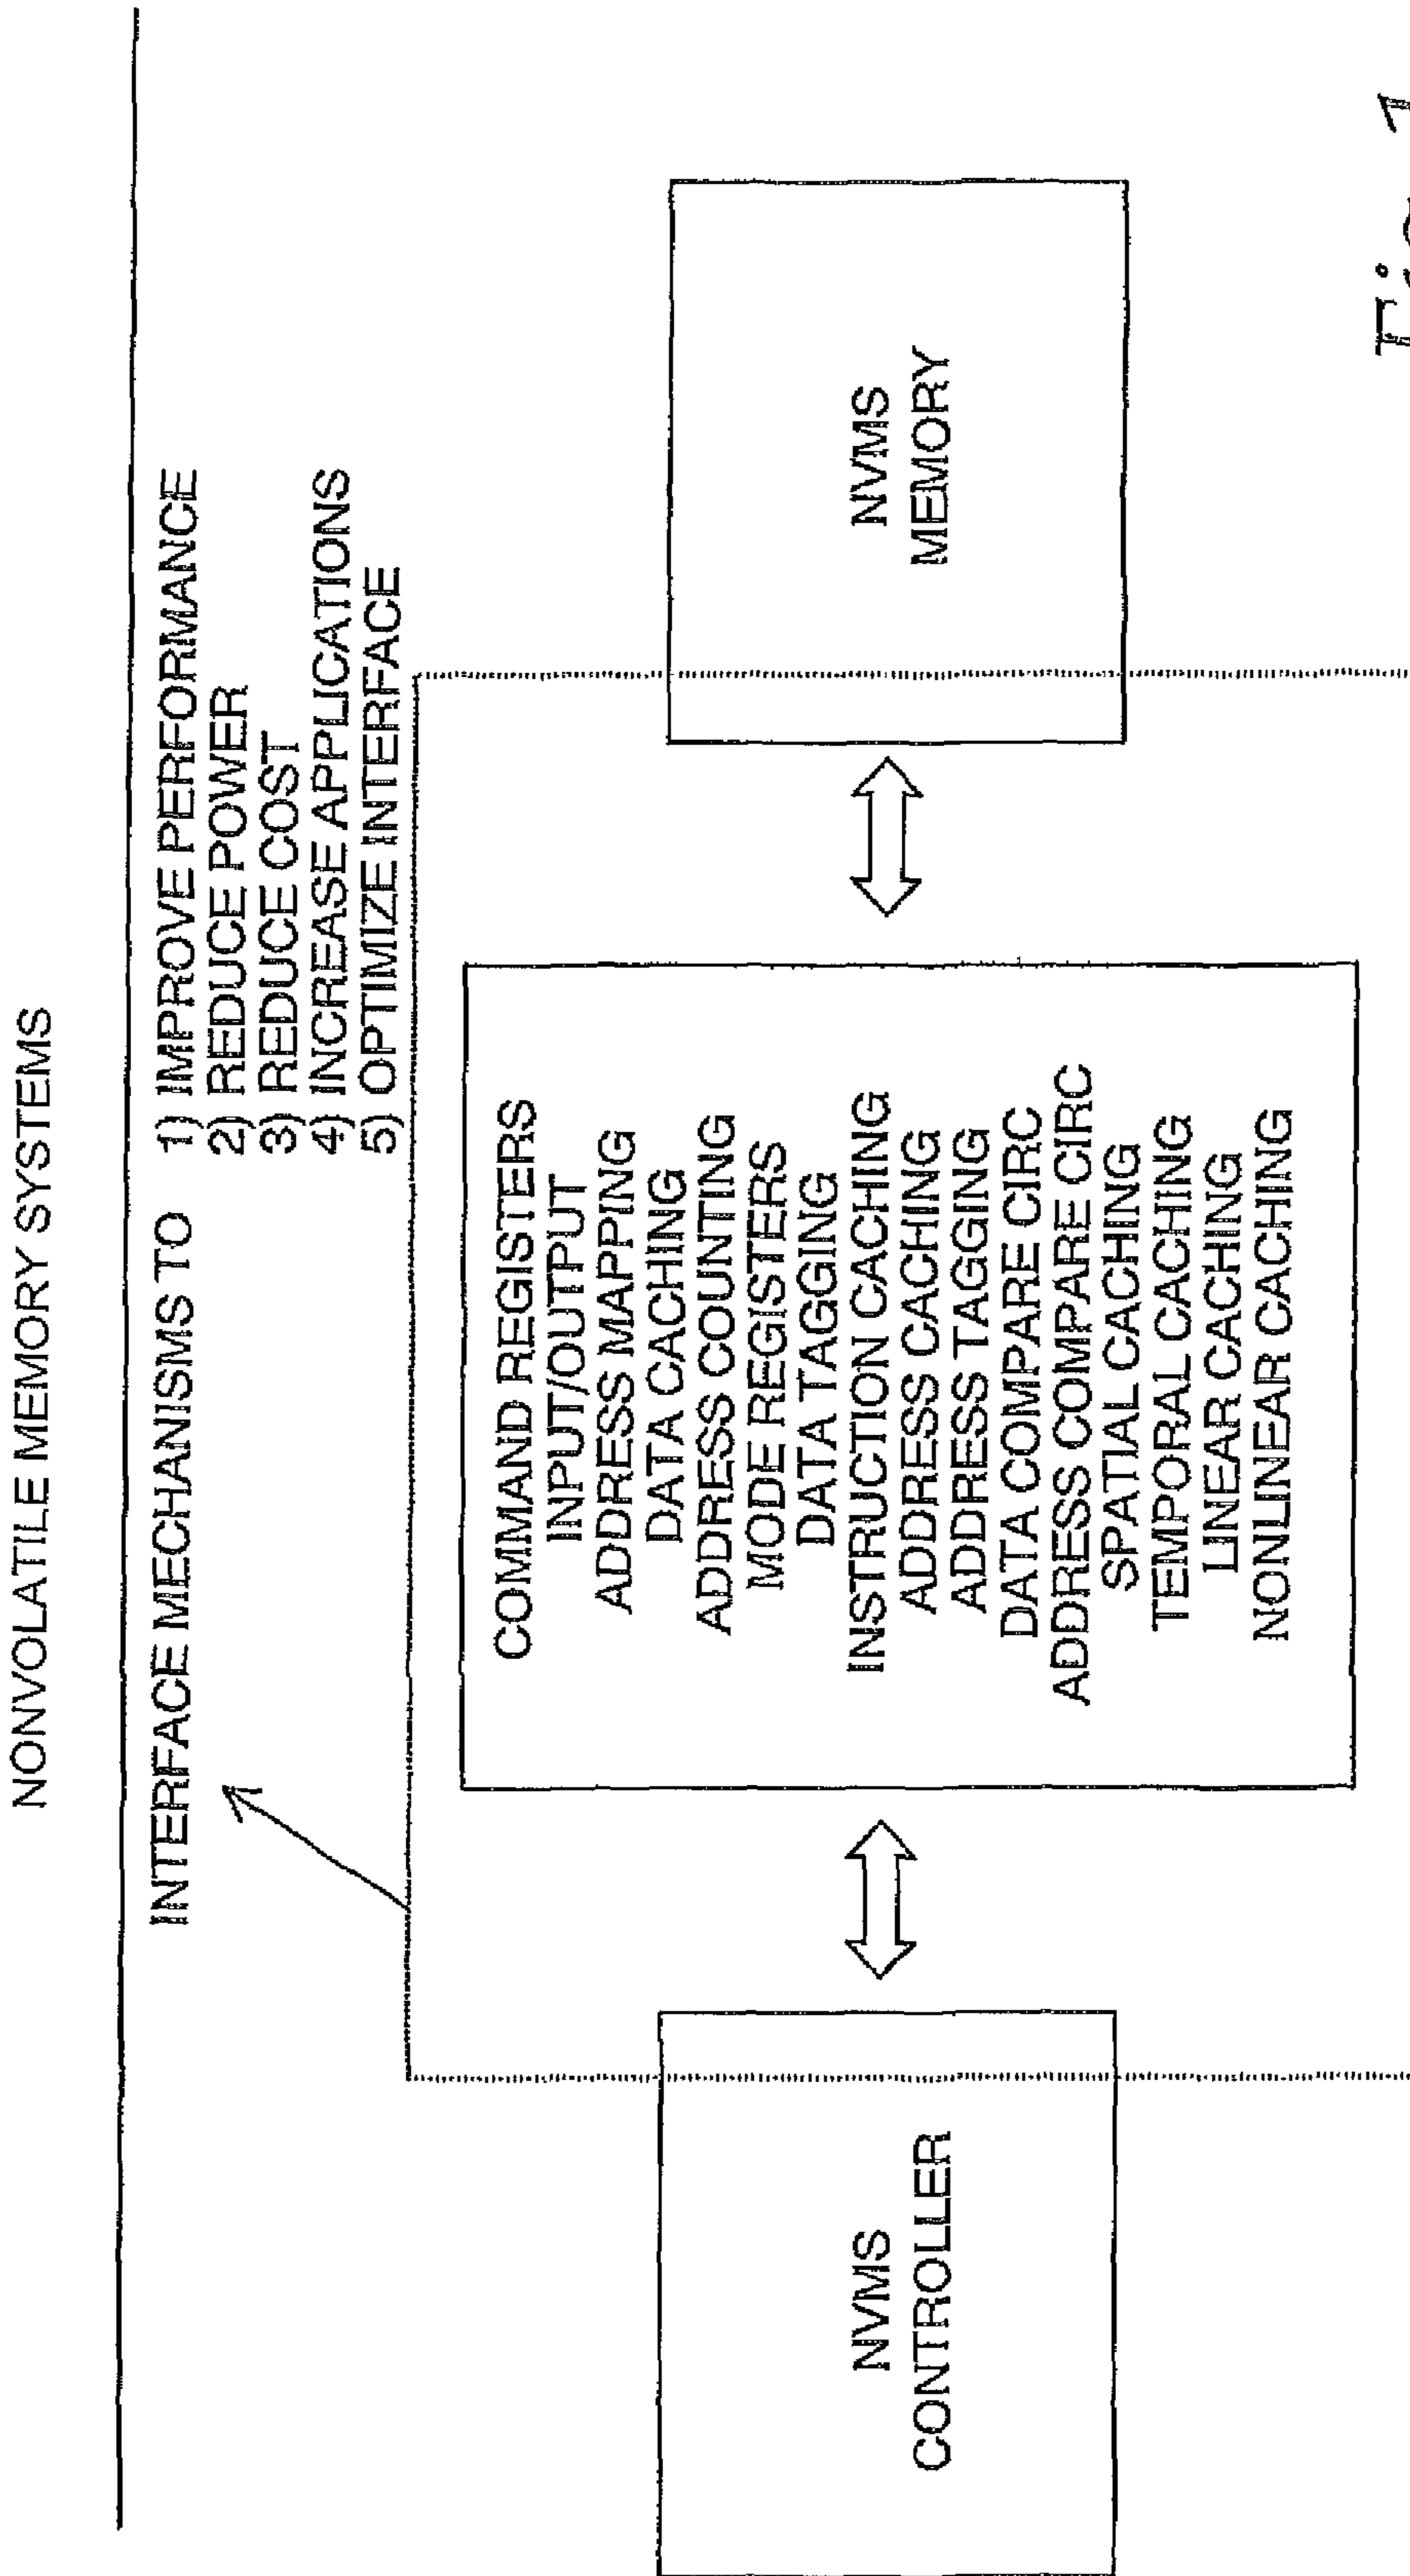 NONVOLATILE MEMORY SYSTEMS
INTERFACE MECHANISMS TO 1) IMPROVE PERFORMANCE
2) REDUCE POWER
3) REDUCE COST
4) INCREASE APPLICATIONS
5) OPTIMIZE INTERFACE
NVMS
CONTROLLER
COMMAND REGISTERS
INPUT/OUTPUT
ADDRESS MAPPING
DATA CACHING
ADDRESS COUNTING
MODE REGISTERS
DATA TAGGING
INSTRUCTION CACHING
ADDRESS CACHING
ADDRESS TAGGING
DATA COMPARE CIRC
ADDRESS COMPARE CIRC
SPATIAL CACHING
TEMPORAL CACHING
LINEAR CACHING
NONLINEAR CACHING
NVMS
MEMORY